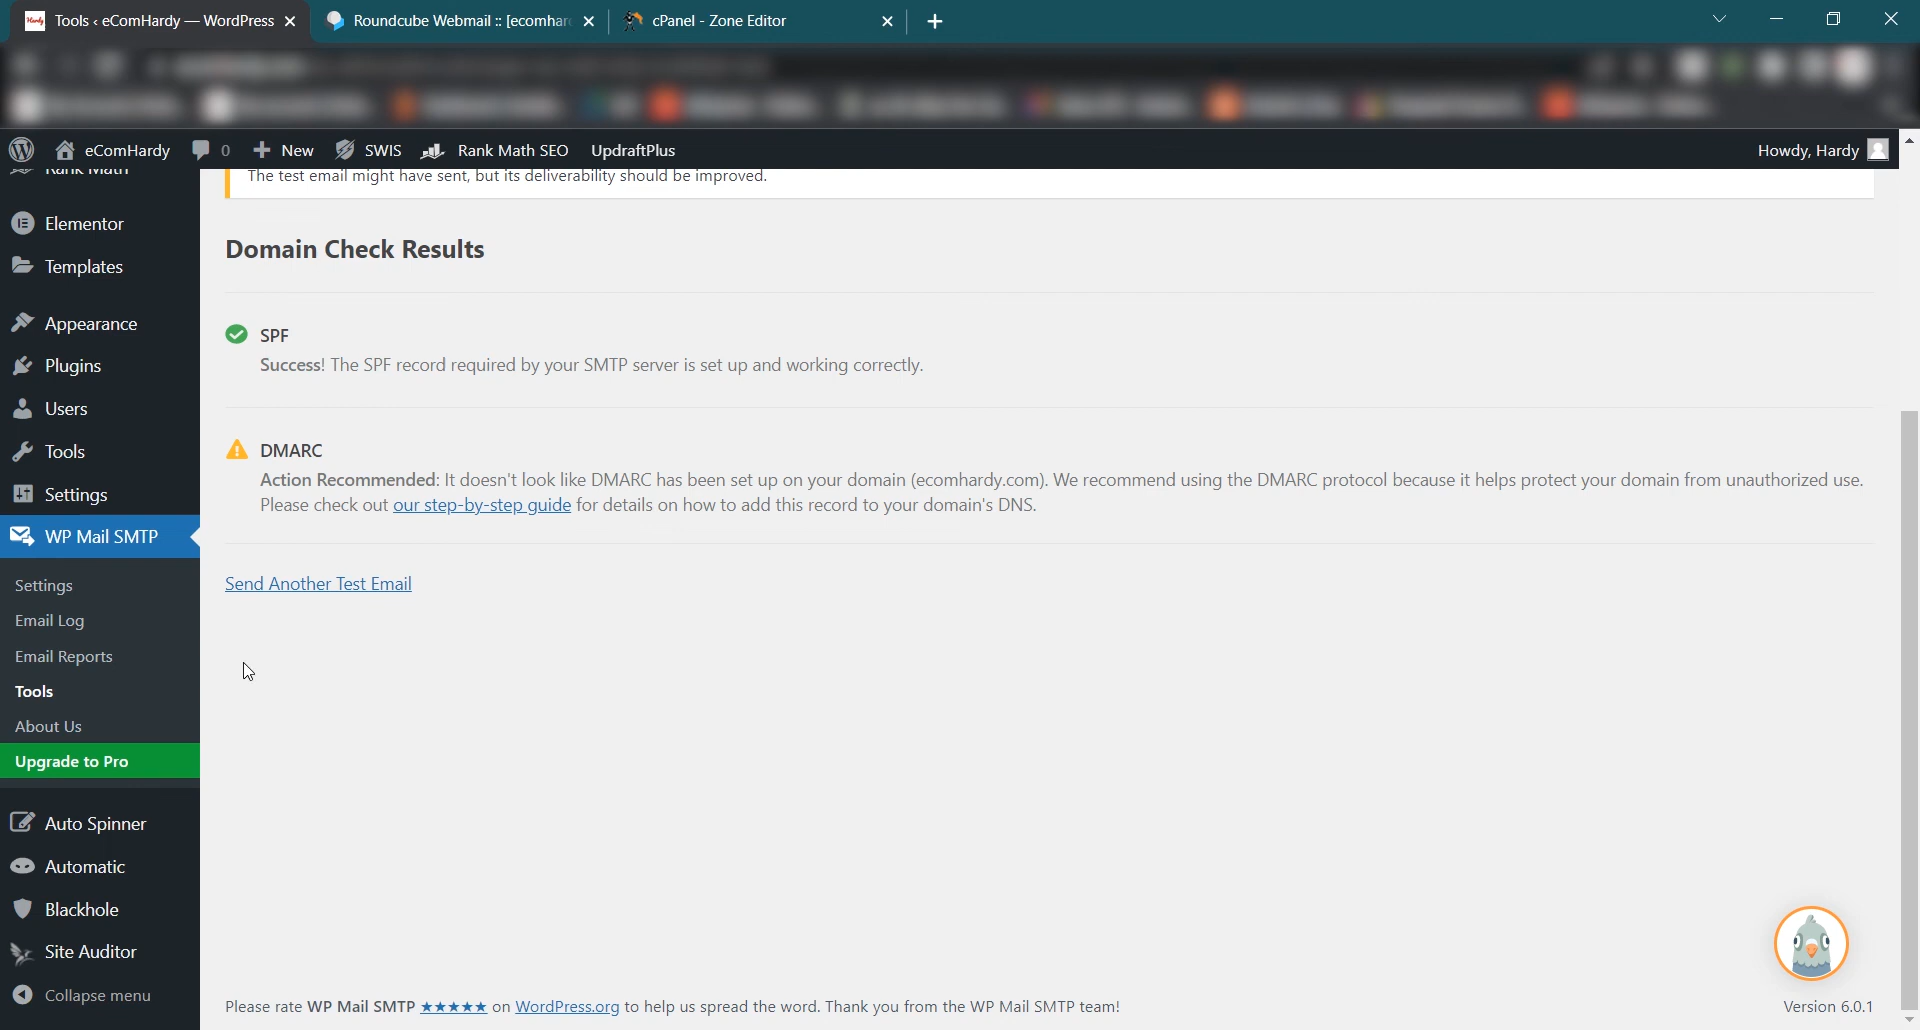 Tools ‹ eComHardy — WordPress
Roundcube Webmail :: [ecomhar
cPanel - Zone Editor
eComHardy
0
New
SWIS
Rank Math SEO
UpdraftPlus
Howdy, Hardy
Rank Math
Elementor
Templates
Appearance
Plugins
Users
Tools
Settings
WP Mail SMTP
Settings
Email Log
Email Reports
Tools
About Us
Upgrade to Pro
Auto Spinner
Automatic
Blackhole
Site Auditor
Collapse menu
The test email might have sent, but its deliverability should be improved.
Domain Check Results
SPF
Success! The SPF record required by your SMTP server is set up and working correctly.
DMARC
Action Recommended: It doesn't look like DMARC has been set up on your domain (ecomhardy.com). We recommend using the DMARC protocol because it helps protect your domain from unauthorized use.
Please check out our step-by-step guide for details on how to add this record to your domain's DNS.
Send Another Test Email
Please rate WP Mail SMTP ★★★★★ on WordPress.org to help us spread the word. Thank you from the WP Mail SMTP team!
Version 6.0.1